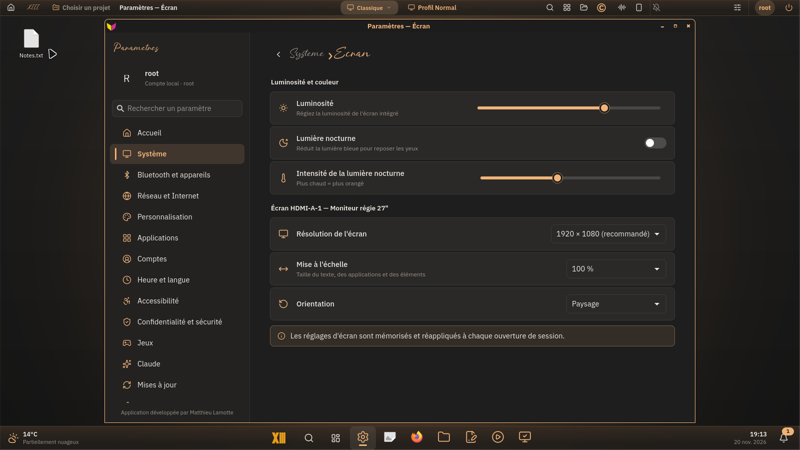 Choisir un projet
Paramètres — Écran
Classique
Profil Normal
root
Paramètres — Écran
Notes.txt
Paramètres
R
root
Compte local · root
Rechercher un paramètre
Accueil
Système
Bluetooth et appareils
Réseau et Internet
Personnalisation
Applications
Comptes
Heure et langue
Accessibilité
Confidentialité et sécurité
Jeux
Claude
Mises à jour
Application développée par Matthieu Lamotte
Système › Écran
Luminosité et couleur
Luminosité
Réglez la luminosité de l'écran intégré
Lumière nocturne
Réduit la lumière bleue pour reposer les yeux
Intensité de la lumière nocturne
Plus chaud = plus orangé
Écran HDMI-A-1 — Moniteur régie 27"
Résolution de l'écran
1920 × 1080 (recommandé)
Mise à l'échelle
Taille du texte, des applications et des éléments
100 %
Orientation
Paysage
Les réglages d'écran sont mémorisés et réappliqués à chaque ouverture de session.
14°C
Partiellement nuageux
XIII
19:13
20 nov. 2026
1